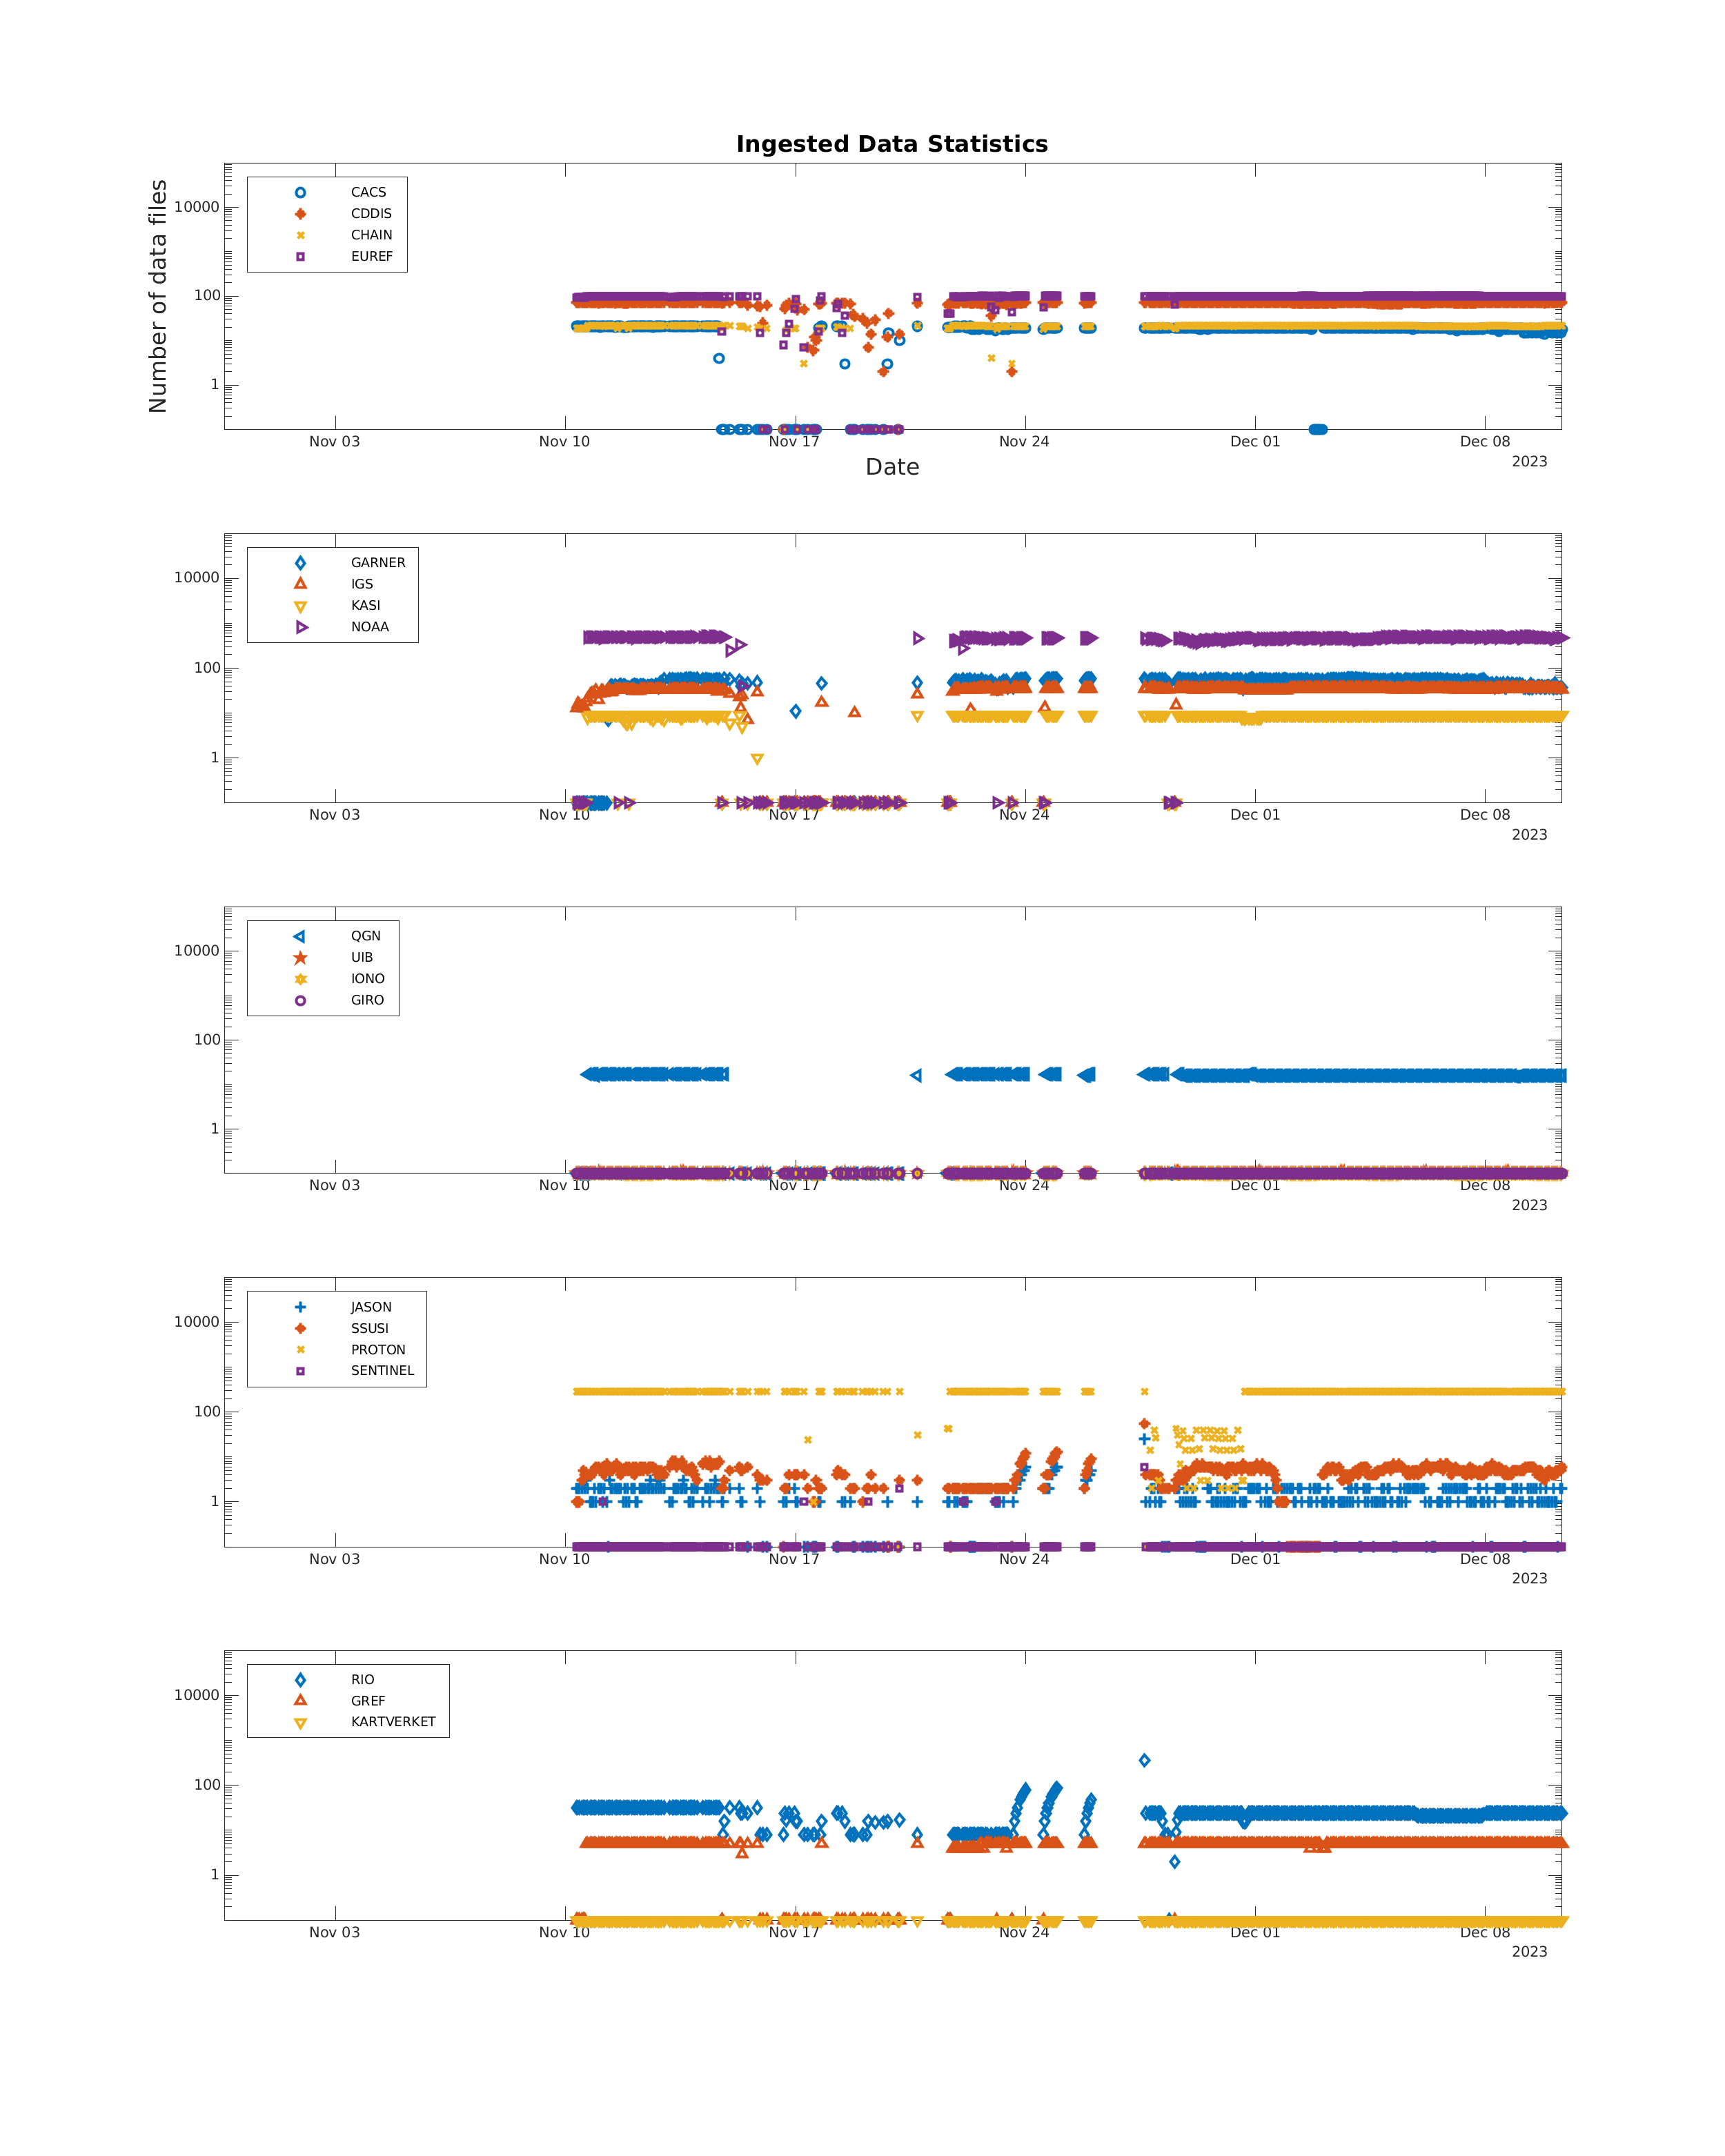 Ingested Data Statistics
Number of data files
CACS
CDDIS
CHAIN
EUREF
10000
100
1
Nov 03
Nov 10
Nov 17
Nov 24
Dec 01
Dec 08
2023
Date
GARNER
IGS
KASI
NOAA
10000
100
1
Nov 03
Nov 10
Nov 17
Nov 24
Dec 01
Dec 08
2023
QGN
UIB
IONO
GIRO
10000
100
1
Nov 03
Nov 10
Nov 17
Nov 24
Dec 01
Dec 08
2023
JASON
SSUSI
PROTON
SENTINEL
10000
100
1
Nov 03
Nov 10
Nov 17
Nov 24
Dec 01
Dec 08
2023
RIO
GREF
KARTVERKET
10000
100
1
Nov 03
Nov 10
Nov 17
Nov 24
Dec 01
Dec 08
2023